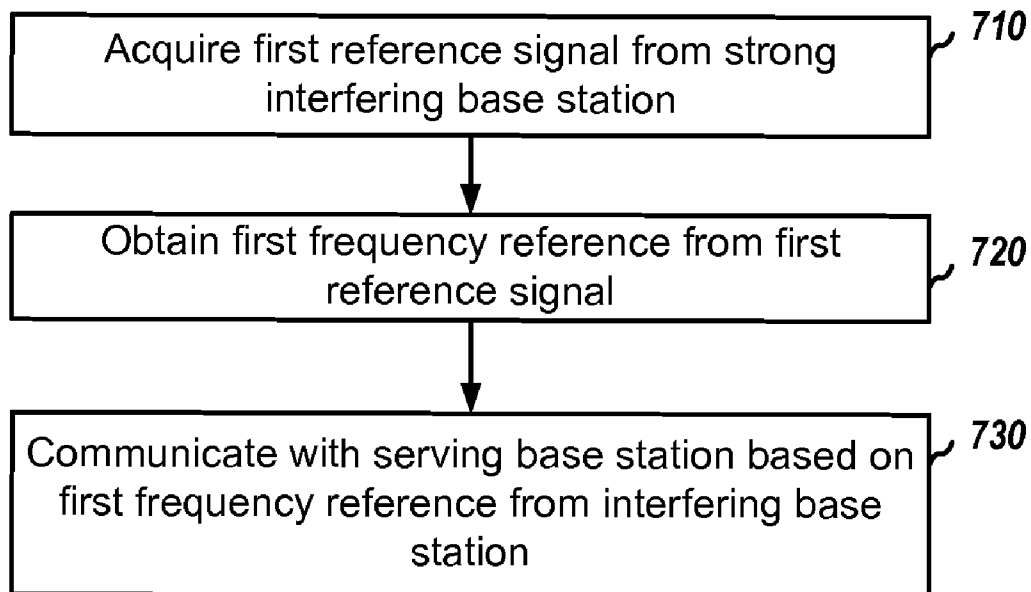 710
Acquire first reference signal from strong
interfering base station
720
Obtain first frequency reference from first
reference signal
730
Communicate with serving base station based on
first frequency reference from interfering base
station